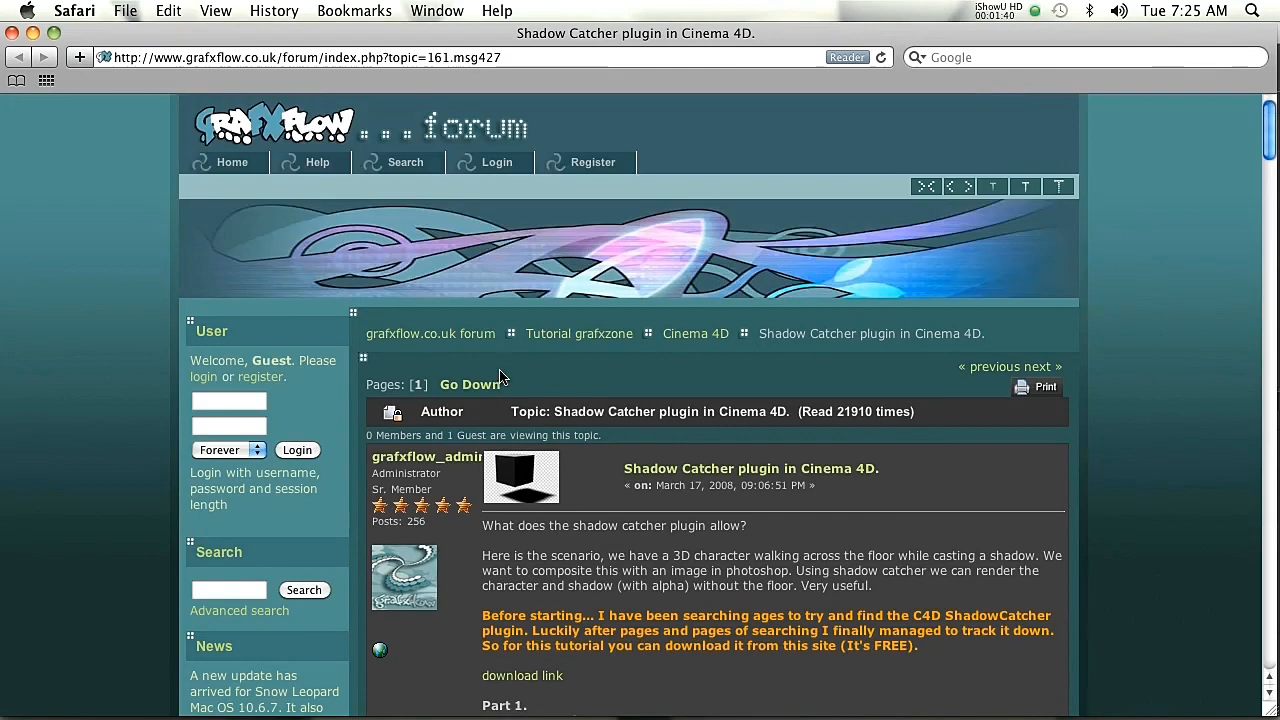 Safari File Edit View History Bookmarks Window Help
iShowU HD
00:01:40
Tue 7:25 AM
Shadow Catcher plugin in Cinema 4D.
http://www.grafxflow.co.uk/forum/index.php?topic=161.msg427
Reader
Google
GRAFXFLOW...forum
Home Help Search Login Register
T T T
User
Welcome, Guest. Please
login or register.
Forever Login
Login with username,
password and session
length
Search
Search
Advanced search
News
A new update has
arrived for Snow Leopard
Mac OS 10.6.7. It also
grafxflow.co.uk forum Tutorial grafxzone Cinema 4D Shadow Catcher plugin in Cinema 4D.
« previous next »
Pages: [1] Go Down
Print
Author Topic: Shadow Catcher plugin in Cinema 4D. (Read 21910 times)
0 Members and 1 Guest are viewing this topic.
grafxflow_admin
Administrator
Sr. Member
Posts: 256
grafxflow
Shadow Catcher plugin in Cinema 4D.
« on: March 17, 2008, 09:06:51 PM »
What does the shadow catcher plugin allow?
Here is the scenario, we have a 3D character walking across the floor while casting a shadow. We
want to composite this with an image in photoshop. Using shadow catcher we can render the
character and shadow (with alpha) without the floor. Very useful.
Before starting... I have been searching ages to try and find the C4D ShadowCatcher
plugin. Luckily after pages and pages of searching I finally managed to track it down.
So for this tutorial you can download it from this site (It's FREE).
download link
Part 1.